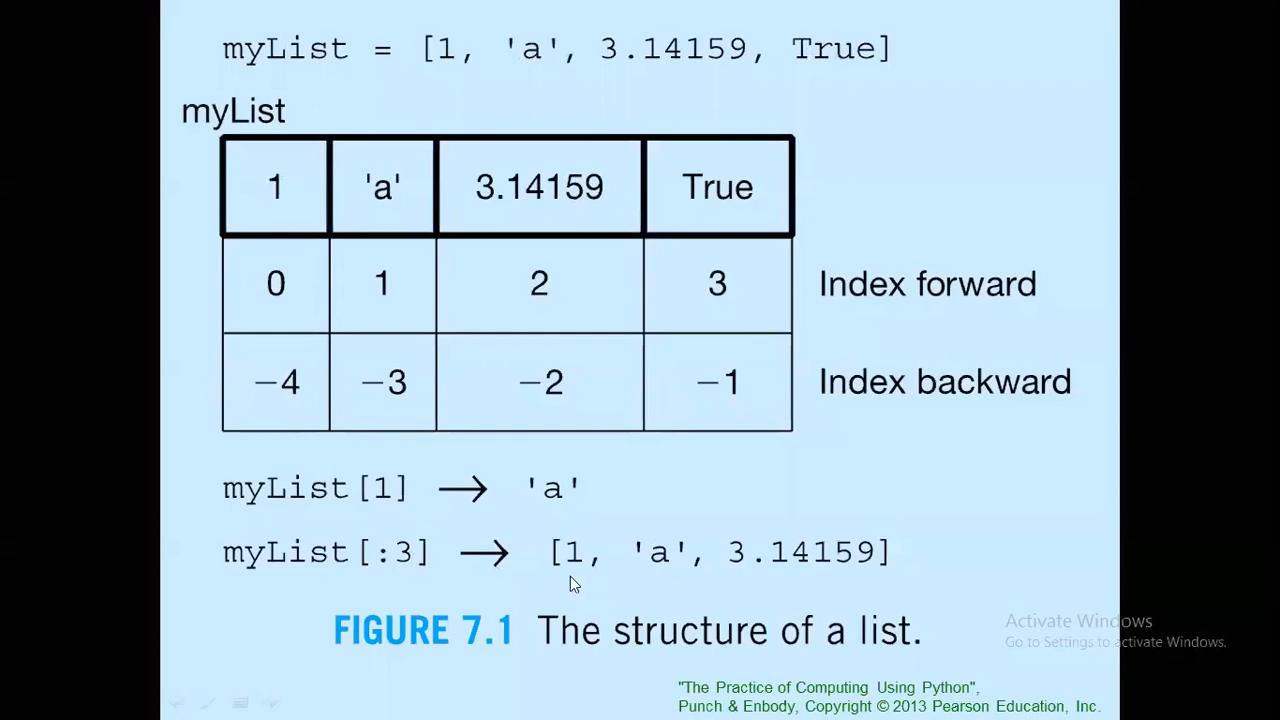 myList = [1, 'a', 3.14159, True]
myList
1 'a' 3.14159 True
0 1 2 3 Index forward
−4 −3 −2 −1 Index backward
myList[1] → 'a'
myList[:3] → [1, 'a', 3.14159]
FIGURE 7.1 The structure of a list.
Activate Windows
Go to Settings to activate Windows.
"The Practice of Computing Using Python",
Punch & Enbody, Copyright © 2013 Pearson Education, Inc.